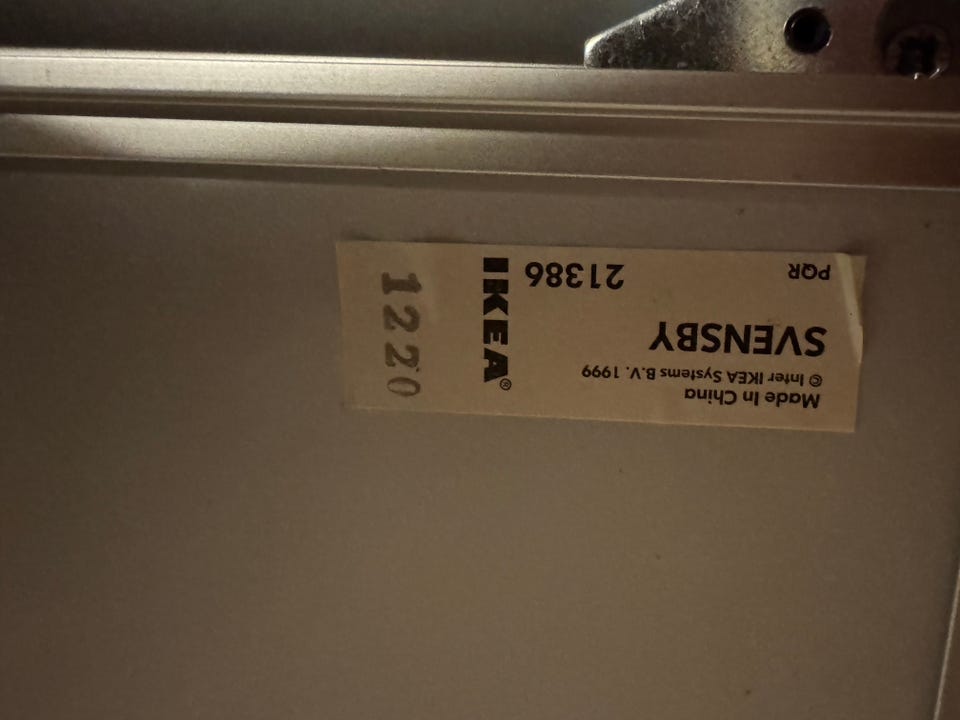 Made In China
© Inter IKEA Systems B.V. 1999
SVENSBY
PQR
21386
IKEA®
1220